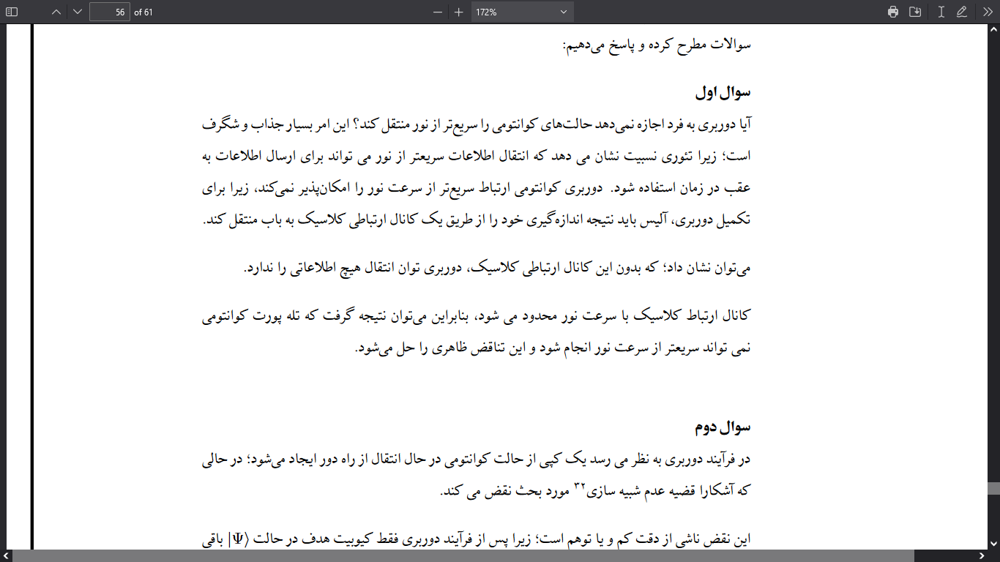 56 of 61
172%
سوالات مطرح کرده و پاسخ می‌دهیم:
سوال اول
آیا دوربری به فرد اجازه نمی‌دهد حالت‌های کوانتومی را سریع‌تر از نور منتقل کند؟ این امر بسیار جذاب و شگرف
است؛ زیرا تئوری نسبیت نشان می دهد که انتقال اطلاعات سریعتر از نور می تواند برای ارسال اطلاعات به
عقب در زمان استفاده شود. دوربری کوانتومی ارتباط سریع‌تر از سرعت نور را امکان‌پذیر نمی‌کند، زیرا برای
تکمیل دوربری، آلیس باید نتیجه اندازه‌گیری خود را از طریق یک کانال ارتباطی کلاسیک به باب منتقل کند.
می‌توان نشان داد؛ که بدون این کانال ارتباطی کلاسیک، دوربری توان انتقال هیچ اطلاعاتی را ندارد.
کانال ارتباط کلاسیک با سرعت نور محدود می شود، بنابراین می‌توان نتیجه گرفت که تله پورت کوانتومی
نمی تواند سریعتر از سرعت نور انجام شود و این تناقض ظاهری را حل می‌شود.
سوال دوم
در فرآیند دوربری به نظر می رسد یک کپی از حالت کوانتومی در حال انتقال از راه دور ایجاد می‌شود؛ در حالی
که آشکارا قضیه عدم شبیه سازی۳۲ مورد بحث نقض می کند.
این نقض ناشی از دقت کم و یا توهم است؛ زیرا پس از فرآیند دوربری فقط کیوبیت هدف در حالت |Ψ⟩ باقی